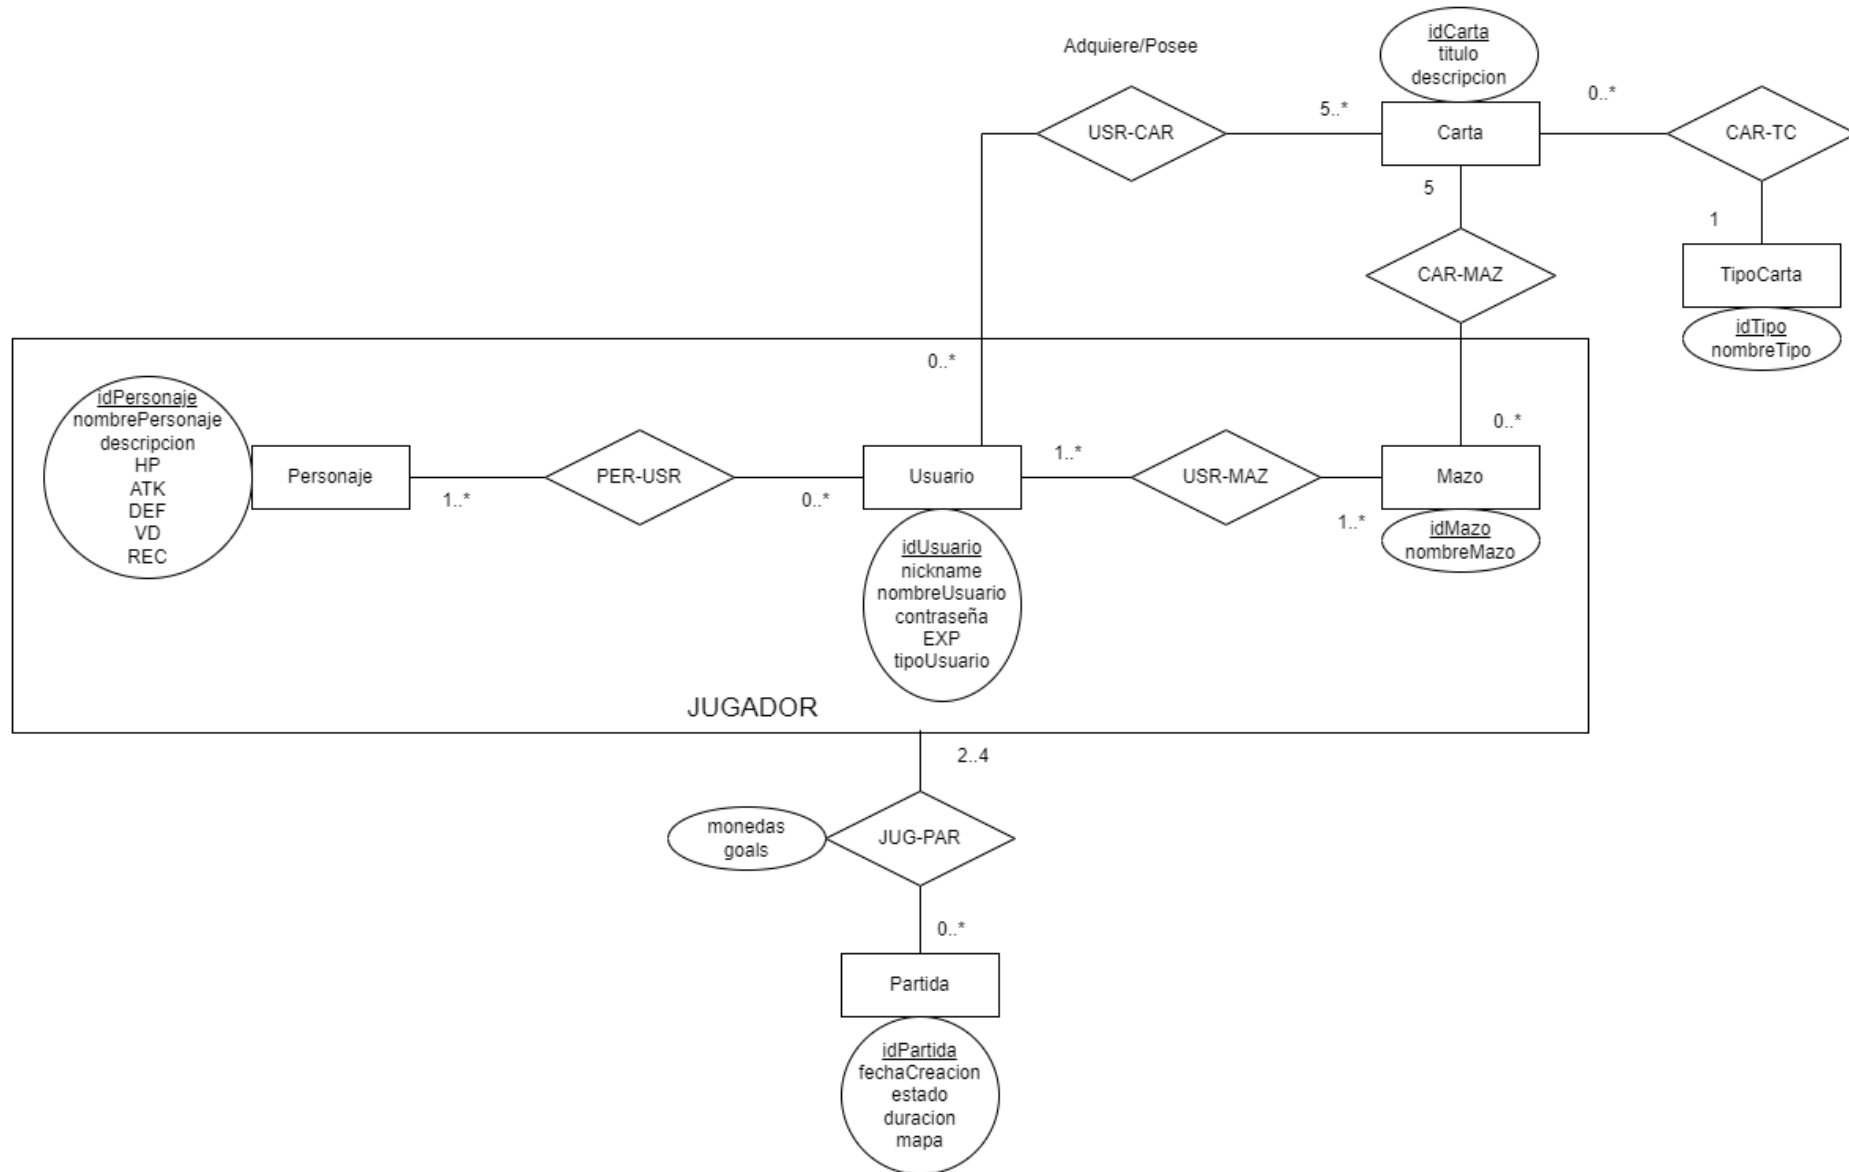 Adquiere/Posee
idCarta
titulo
descripcion
USR-CAR
5..*
Carta
0..*
CAR-TC
5
1
CAR-MAZ
TipoCarta
idTipo
nombreTipo
0..*
idPersonaje
nombrePersonaje
descripcion
HP
ATK
DEF
VD
REC
Personaje
1..*
PER-USR
0..*
Usuario
1..*
USR-MAZ
1..*
0..*
Mazo
idMazo
nombreMazo
idUsuario
nickname
nombreUsuario
contraseña
EXP
tipoUsuario
JUGADOR
2..4
monedas
goals
JUG-PAR
0..*
Partida
idPartida
fechaCreacion
estado
duracion
mapa